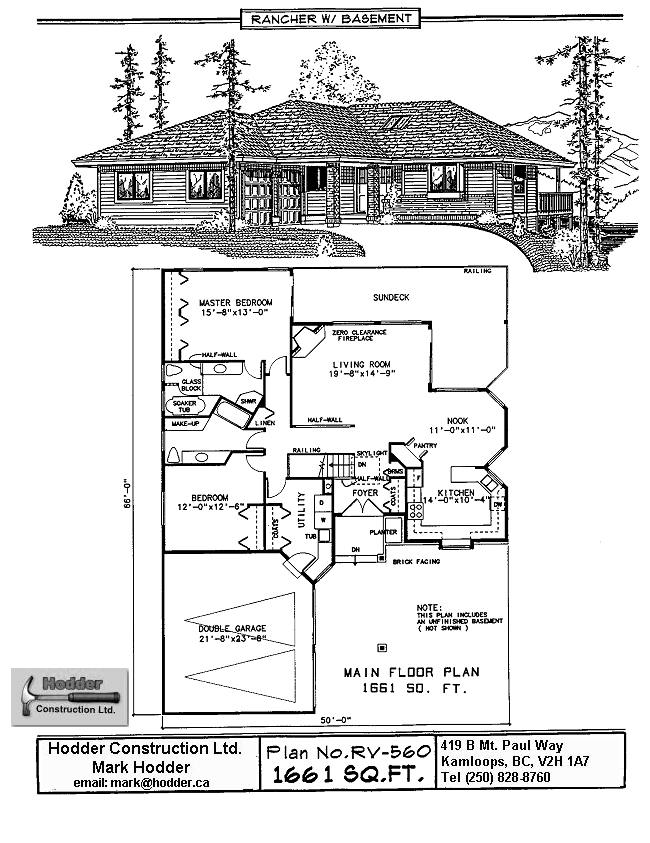 RANCHER W/ BASEMENT
RAILING
SUNDECK
MASTER BEDROOM
15'-8"x13'-0"
ZERO CLEARANCE
FIREPLACE
HALF-WALL
LIVING ROOM
19'-8"x14'-9"
GLASS
BLOCK
SHWR
SOAKER
TUB
MAKE-UP
LINEN
HALF-WALL
NOOK
11'-0"x11'-0"
PANTRY
RAILING
SKYLIGHT
DN
BRMS
HALF-WALL
F
66'-0"
BEDROOM
12'-0"x12'-6"
COATS
UTILITY
D
W
TUB
FOYER
COATS
KITCHEN
14'-0"x10'-4"
DW
PLANTER
DN
BRICK FACING
NOTE:
THIS PLAN INCLUDES
AN UNFINISHED BASEMENT
( NOT SHOWN )
DOUBLE GARAGE
21'-8"x23'-8"
MAIN FLOOR PLAN
1661 SQ. FT.
Hodder
Construction Ltd.
50'-0"
Hodder Construction Ltd.
Mark Hodder
email: mark@hodder.ca
Plan No.RV-560
1661 SQ.FT.
419 B Mt. Paul Way
Kamloops, BC, V2H 1A7
Tel (250) 828-8760